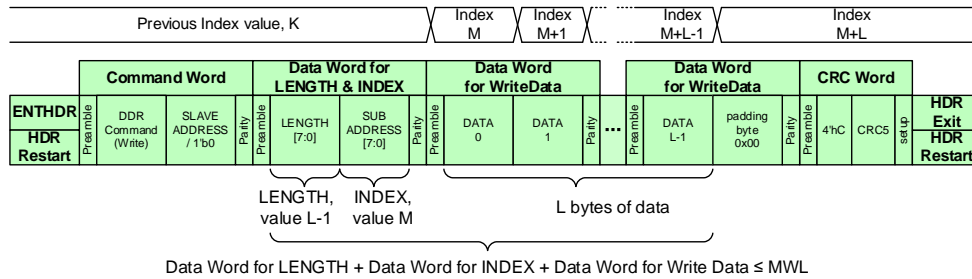 Previous Index value, K
Index
M
Index
M+1
Index
M+L-1
Index
M+L
Command Word
Data Word for
LENGTH & INDEX
Data Word
for WriteData
Data Word
for WriteData
CRC Word
ENTHDR
HDR
Restart
Preamble
DDR
Command
(Write)
SLAVE
ADDRESS
/ 1'b0
Parity
Preamble
LENGTH
[7:0]
SUB
ADDRESS
[7:0]
Parity
Preamble
DATA
0
DATA
1
Parity
...
Preamble
DATA
L-1
padding
byte
0x00
Parity
Preamble
4'hC
CRC5
setup
HDR
Exit
HDR
Restart
LENGTH,
value L-1
INDEX,
value M
L bytes of data
Data Word for LENGTH + Data Word for INDEX + Data Word for Write Data ≤ MWL